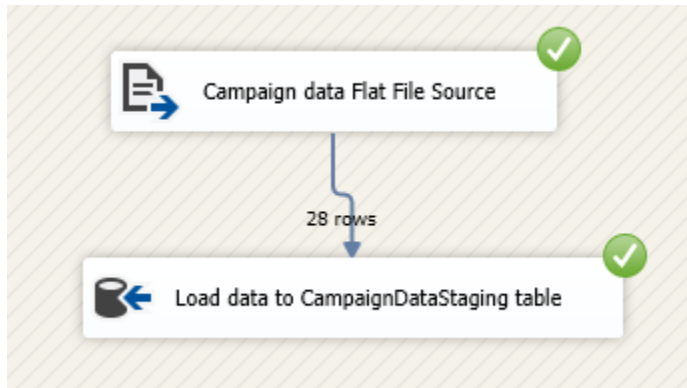 Campaign data Flat File Source
28 rows
Load data to CampaignDataStaging table